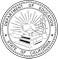 DEPARTMENT OF EDUCATION
STATE OF CALIFORNIA